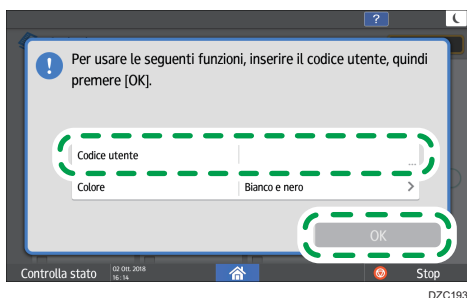 ?
Per usare le seguenti funzioni, inserire il codice utente, quindi
premere [OK].
Codice utente
...
Colore Bianco e nero >
OK
Controlla stato 02 Ott. 2018 16: 14 Stop
DZC193